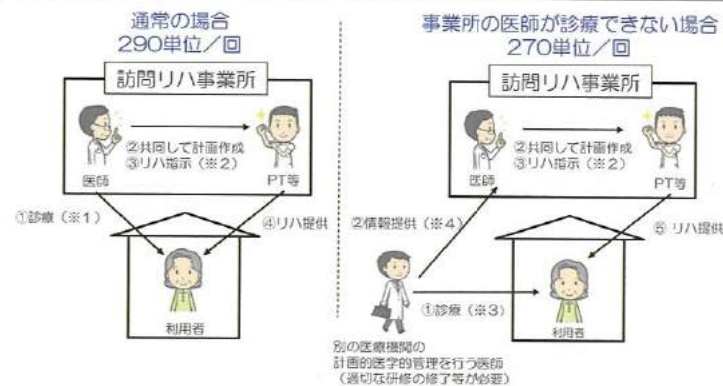 通常の場合
290単位/回
訪問リハ事業所
②共同して計画作成
③リハ指示（※2）
医師
PT等
①診療（※1）
④リハ提供
利用者
事業所の医師が診療できない場合
270単位/回
訪問リハ事業所
②共同して計画作成
③リハ指示（※2）
医師
PT等
②情報提供（※4）
⑤ リハ提供
①診療（※3）
利用者
別の医療機関の
計画的医学的管理を行う医師
（適切な研修の修了等が必要）